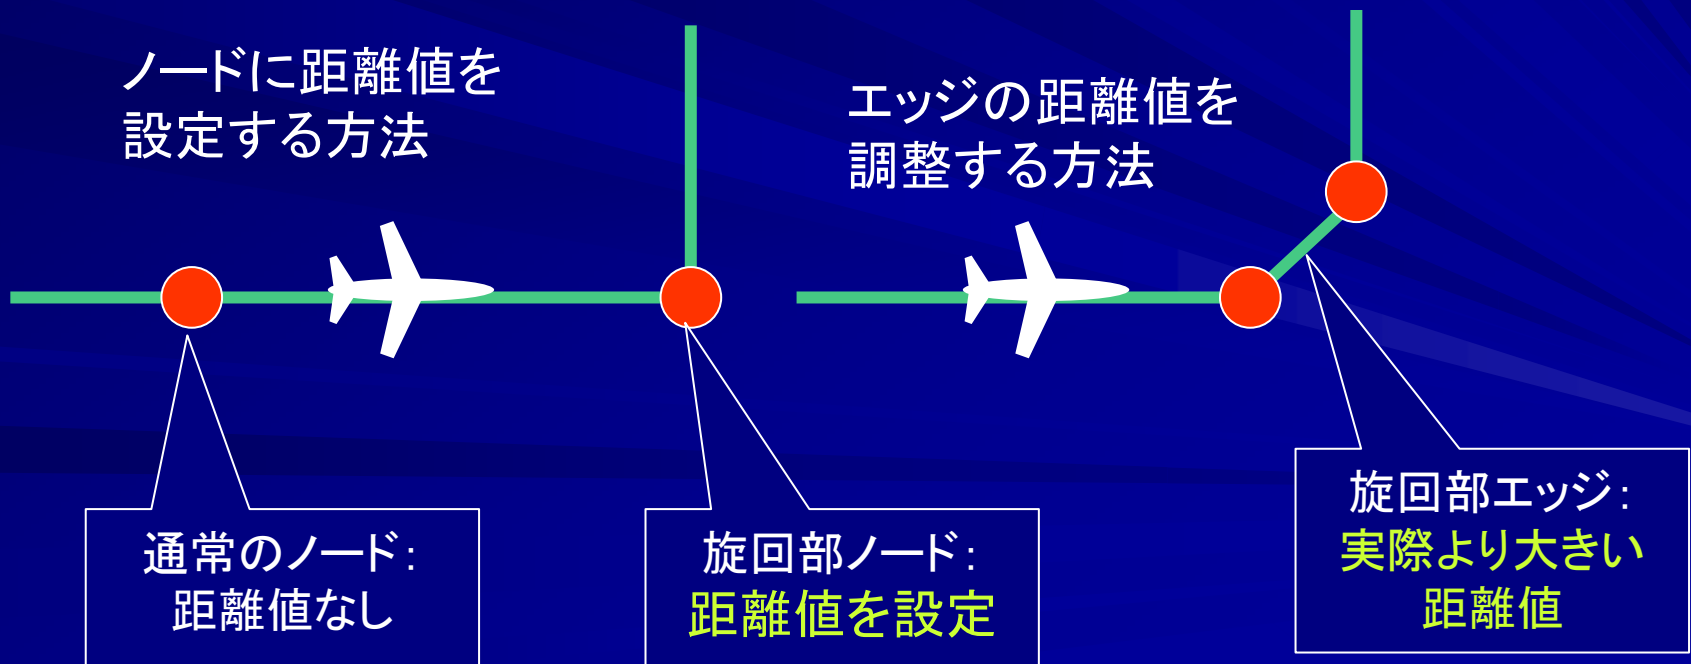 ノードに距離値を
設定する方法
エッジの距離値を
調整する方法
通常のノード：
距離値なし
旋回部ノード：
距離値を設定
旋回部エッジ：
実際より大きい
距離値